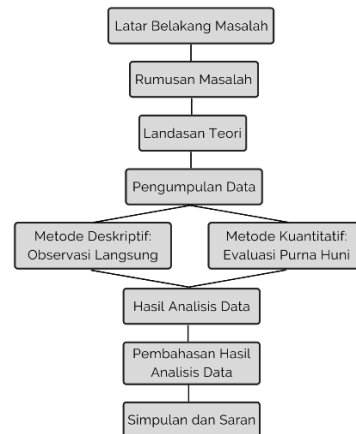 Latar Belakang Masalah
Rumusan Masalah
Landasan Teori
Pengumpulan Data
Metode Deskriptif:
Observasi Langsung
Metode Kuantitatif:
Evaluasi Purna Huni
Hasil Analisis Data
Pembahasan Hasil
Analisis Data
Simpulan dan Saran